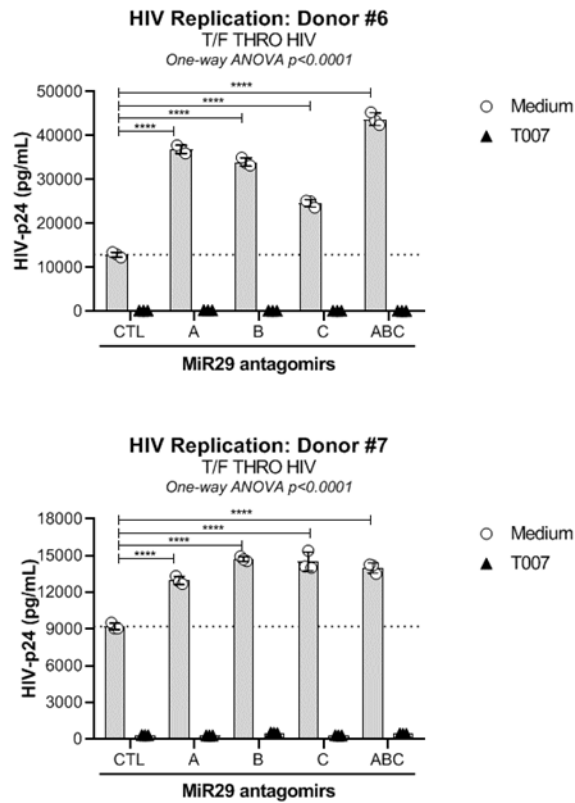 HIV Replication: Donor #6
T/F THRO HIV
One-way ANOVA p<0.0001
****
****
****
****
50000
40000
30000
20000
10000
0
HIV-p24 (pg/mL)
CTL A B C ABC
MiR29 antagomirs
Medium
T007
HIV Replication: Donor #7
T/F THRO HIV
One-way ANOVA p<0.0001
****
****
****
****
18000
15000
12000
9000
6000
3000
0
HIV-p24 (pg/mL)
CTL A B C ABC
MiR29 antagomirs
Medium
T007